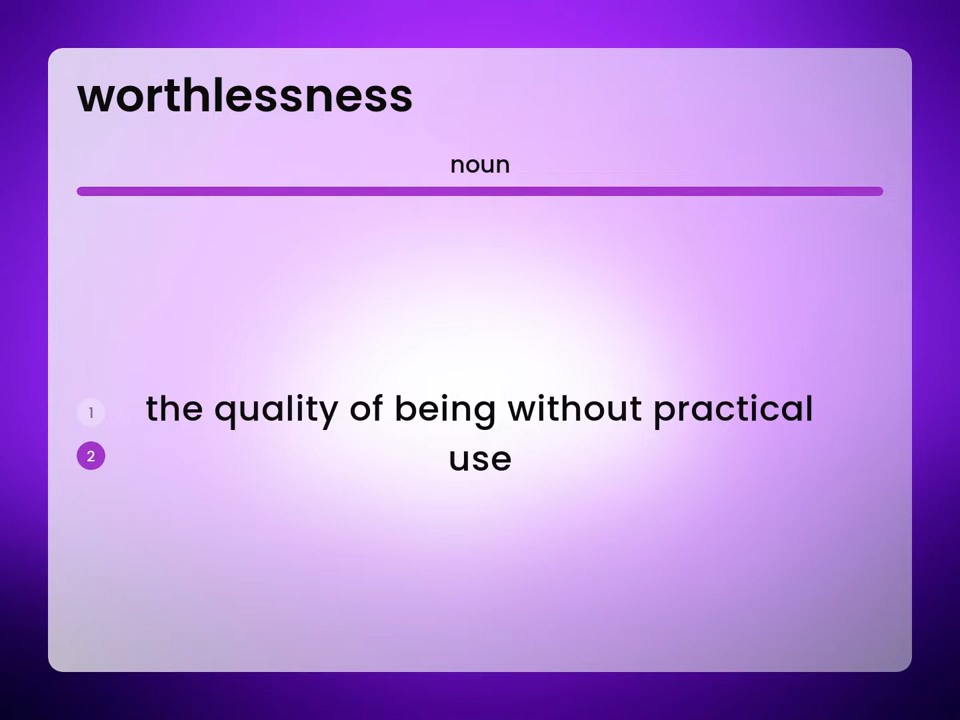 worthlessness
noun
1
the quality of being without practical
use
2